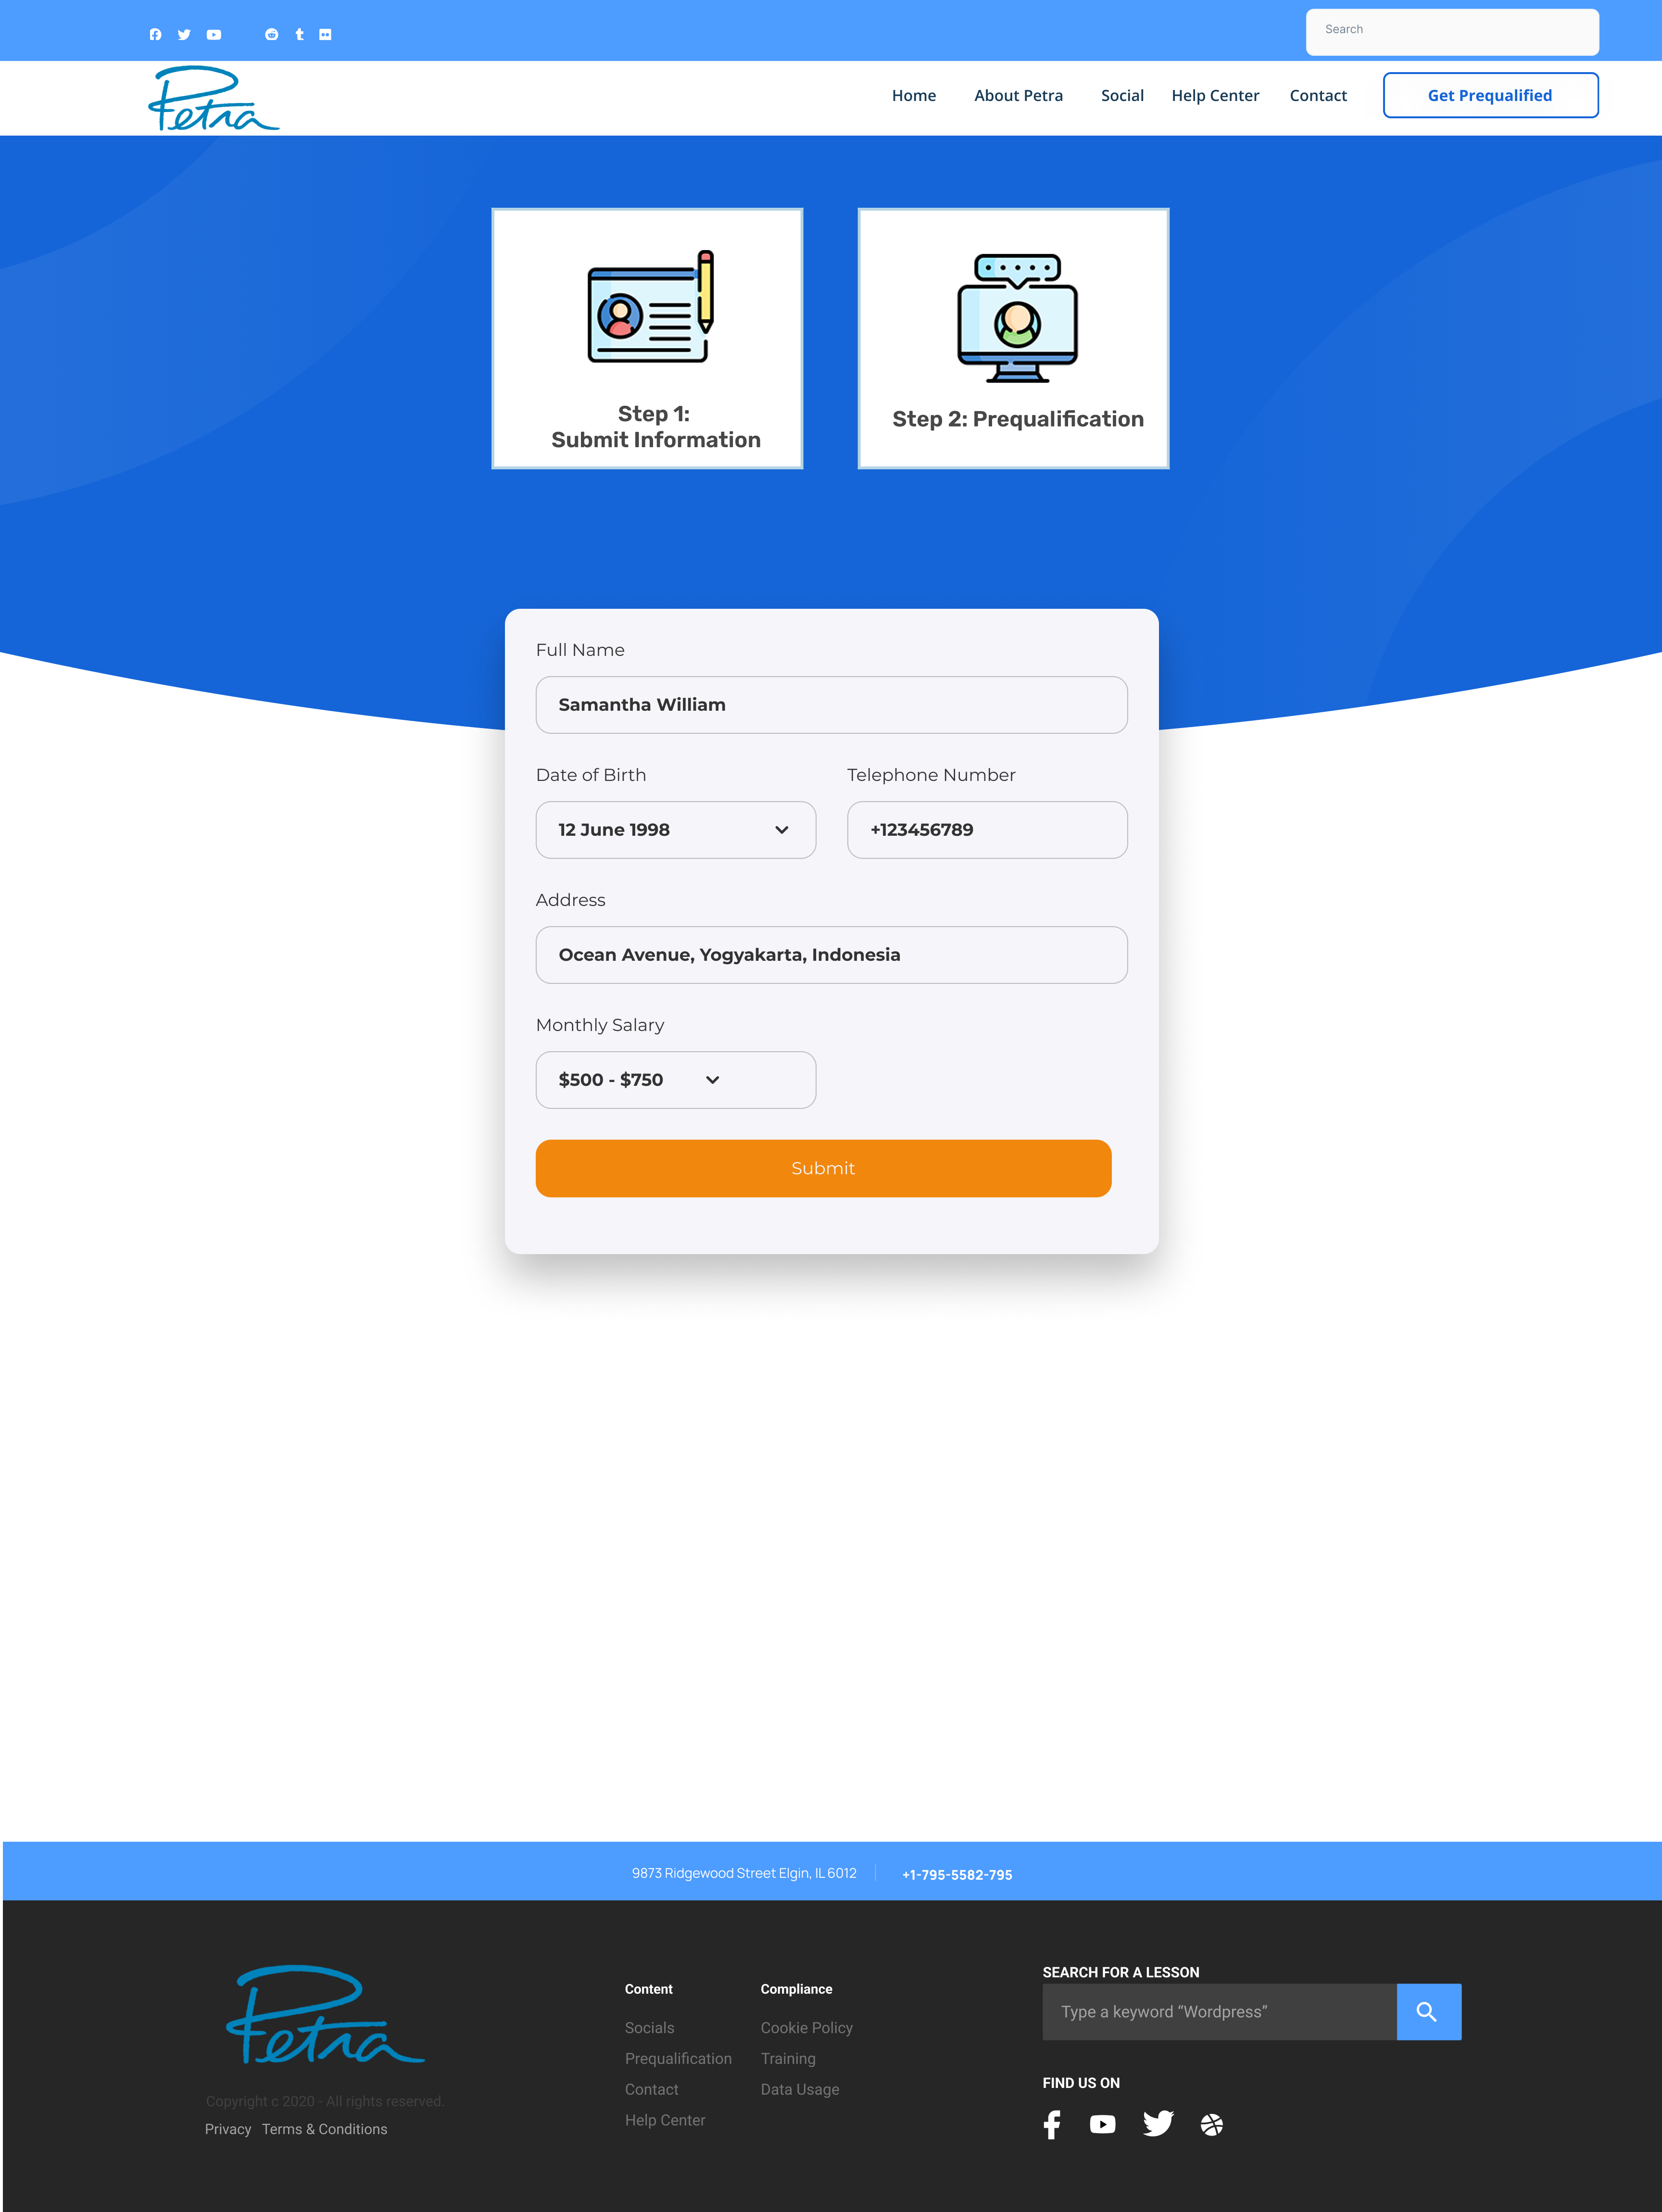 Search
Petra
Home About Petra Social Help Center Contact Get Prequalified
Step 1:
Submit Information
Step 2: Prequalification
Full Name
Samantha William
Date of Birth
12 June 1998
Telephone Number
+123456789
Address
Ocean Avenue, Yogyakarta, Indonesia
Monthly Salary
$500 - $750
Submit
9873 Ridgewood Street Elgin, IL 6012
+1-795-5582-795
Petra
Copyright c 2020 - All rights reserved.
Privacy Terms & Conditions
Content
Socials
Prequalification
Contact
Help Center
Compliance
Cookie Policy
Training
Data Usage
SEARCH FOR A LESSON
Type a keyword “Wordpress”
FIND US ON